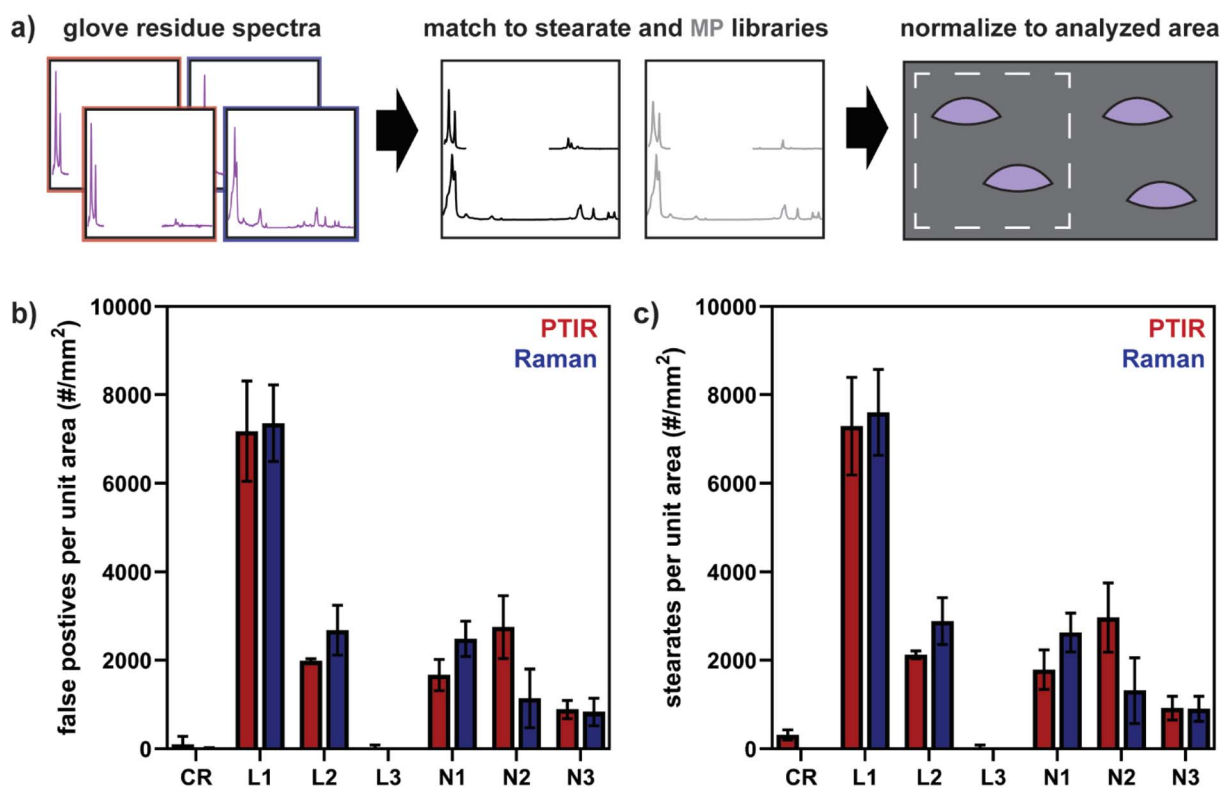 a) glove residue spectra match to stearate and MP libraries normalize to analyzed area
b)
false postives per unit area (#/mm²)
10000
8000
6000
4000
2000
0
PTIR
Raman
CR L1 L2 L3 N1 N2 N3
c)
stearates per unit area (#/mm²)
10000
8000
6000
4000
2000
0
PTIR
Raman
CR L1 L2 L3 N1 N2 N3